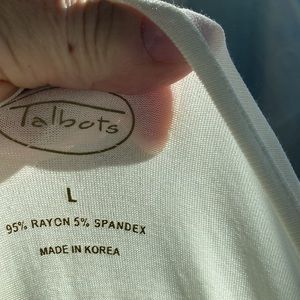 Talbots
L
95% RAYON 5% SPANDEX
MADE IN KOREA